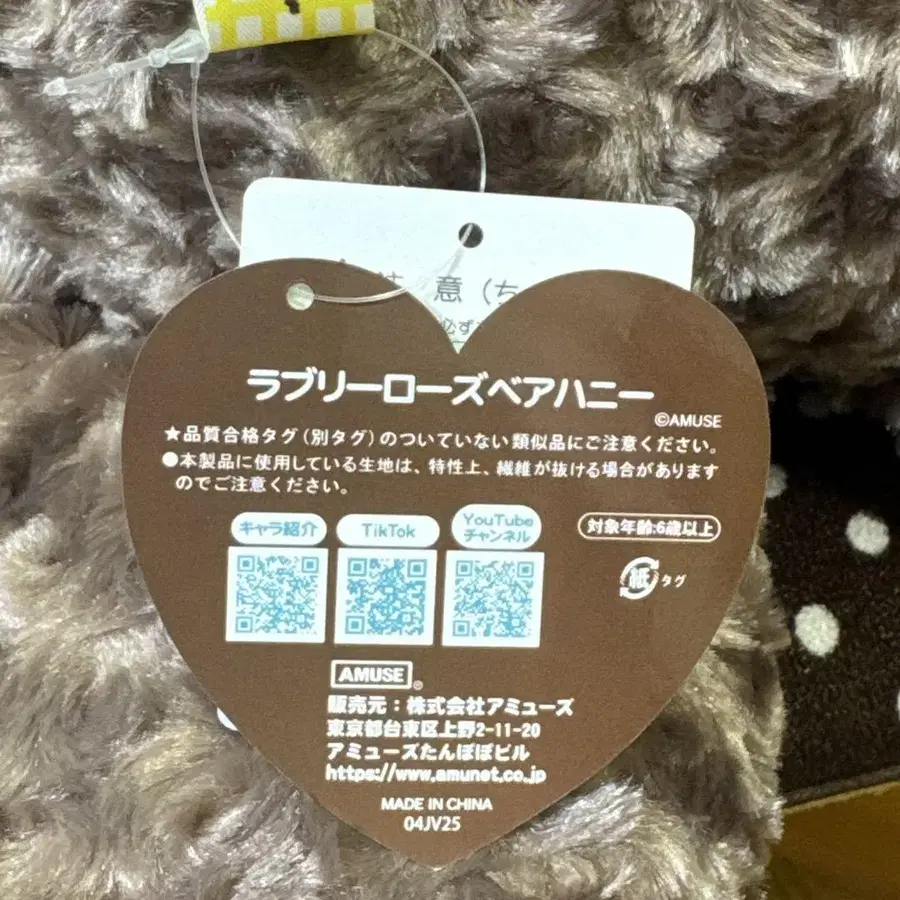 意（ち
必ず
ラブリーローズベアハニー
©AMUSE
★品質合格タグ（別タグ）のついていない類似品にご注意ください。
●本製品に使用している生地は、特性上、繊維が抜ける場合があります
のでご注意ください。
キャラ紹介
TikTok
YouTube
チャンネル
対象年齢:6歳以上
紙 タグ
AMUSE®
販売元：株式会社アミューズ
東京都台東区上野2-11-20
アミューズたんぽぽビル
https://www.amunet.co.jp
MADE IN CHINA
04JV25